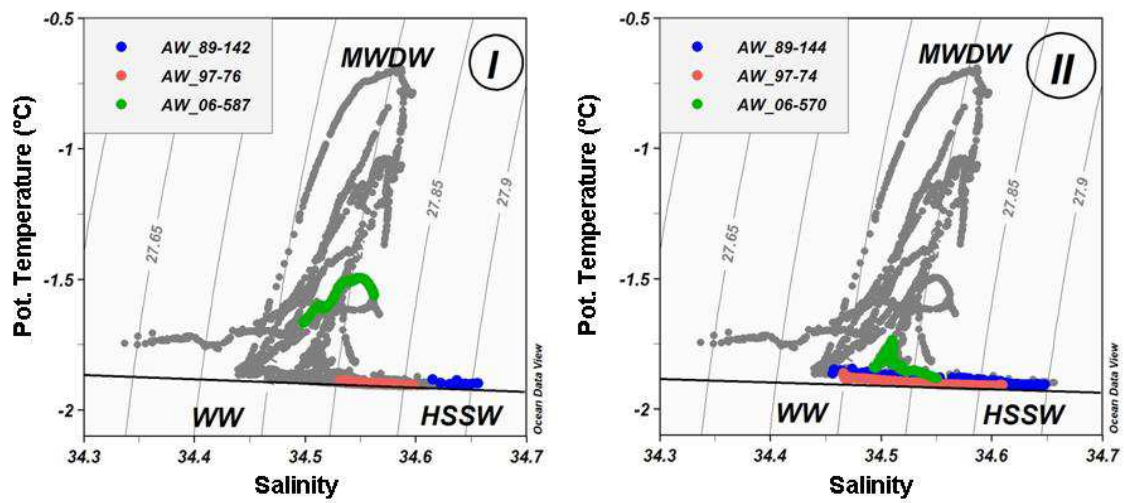 -0.5
AW_89-142
AW_97-76
AW_06-587
MWDW
I
Pot. Temperature (ºC)
-1
27.65
27.85
27.9
-1.5
-2
WW
HSSW
Ocean Data View
34.3
34.4
34.5
34.6
34.7
Salinity
-0.5
AW_89-144
AW_97-74
AW_06-570
MWDW
II
Pot. Temperature (ºC)
-1
27.65
27.85
27.9
-1.5
-2
WW
HSSW
Ocean Data View
34.3
34.4
34.5
34.6
34.7
Salinity